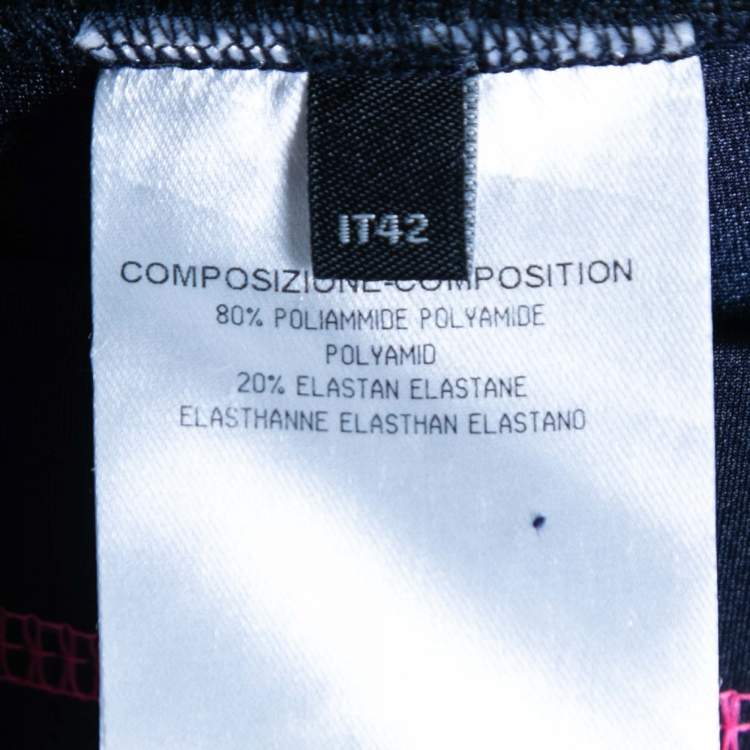 IT42
COMPOSIZIONE-COMPOSITION
80% POLIAMMIDE POLYAMIDE
POLYAMID
20% ELASTAN ELASTANE
ELASTHANNE ELASTHAN ELASTANO